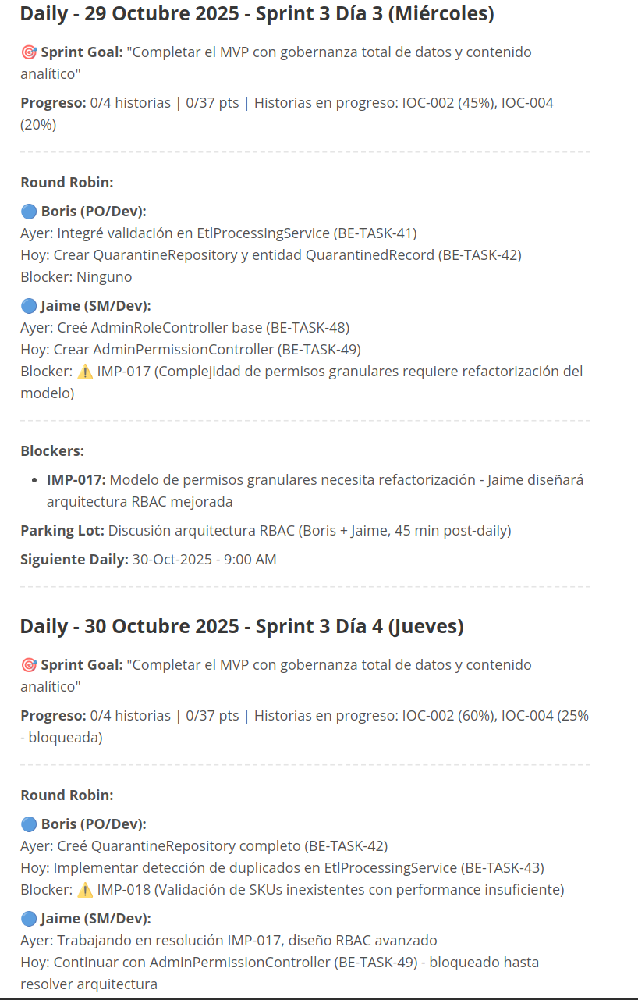 Daily - 29 Octubre 2025 - Sprint 3 Día 3 (Miércoles)
🎯 Sprint Goal: "Completar el MVP con gobernanza total de datos y contenido
analítico"
Progreso: 0/4 historias | 0/37 pts | Historias en progreso: IOC-002 (45%), IOC-004
(20%)
Round Robin:
🔵 Boris (PO/Dev):
Ayer: Integré validación en EtlProcessingService (BE-TASK-41)
Hoy: Crear QuarantineRepository y entidad QuarantinedRecord (BE-TASK-42)
Blocker: Ninguno
🔵 Jaime (SM/Dev):
Ayer: Creé AdminRoleController base (BE-TASK-48)
Hoy: Crear AdminPermissionController (BE-TASK-49)
Blocker: ⚠️ IMP-017 (Complejidad de permisos granulares requiere refactorización del
modelo)
Blockers:
• IMP-017: Modelo de permisos granulares necesita refactorización - Jaime diseñará
arquitectura RBAC mejorada
Parking Lot: Discusión arquitectura RBAC (Boris + Jaime, 45 min post-daily)
Siguiente Daily: 30-Oct-2025 - 9:00 AM
Daily - 30 Octubre 2025 - Sprint 3 Día 4 (Jueves)
🎯 Sprint Goal: "Completar el MVP con gobernanza total de datos y contenido
analítico"
Progreso: 0/4 historias | 0/37 pts | Historias en progreso: IOC-002 (60%), IOC-004 (25%
- bloqueada)
Round Robin:
🔵 Boris (PO/Dev):
Ayer: Creé QuarantineRepository completo (BE-TASK-42)
Hoy: Implementar detección de duplicados en EtlProcessingService (BE-TASK-43)
Blocker: ⚠️ IMP-018 (Validación de SKUs inexistentes con performance insuficiente)
🔵 Jaime (SM/Dev):
Ayer: Trabajando en resolución IMP-017, diseño RBAC avanzado
Hoy: Continuar con AdminPermissionController (BE-TASK-49) - bloqueado hasta
resolver arquitectura